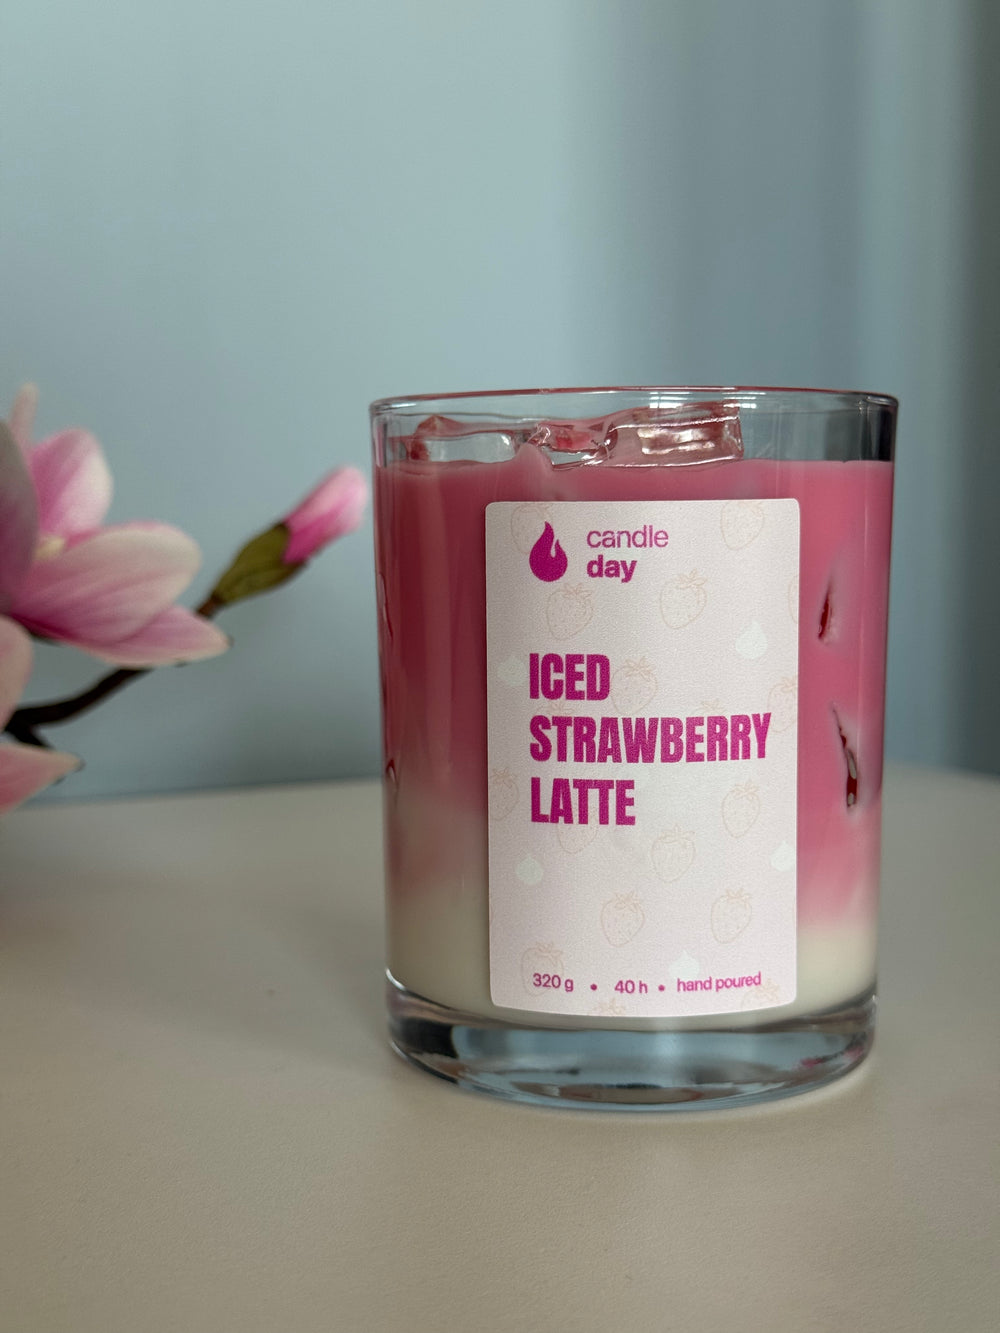 candle
day
ICED
STRAWBERRY
LATTE
320 g • 40 h • hand poured